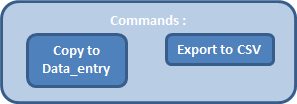 Commands :
Copy to
Data_entry
Export to CSV